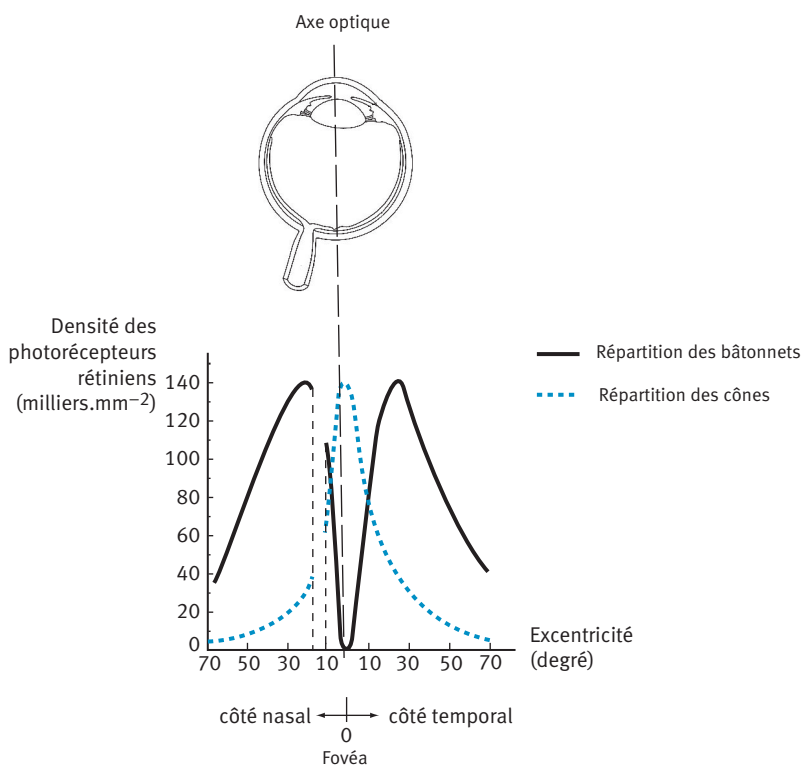 Axe optique
Densité des
photorécepteurs
rétiniens
(milliers.mm−2)
140
120
100
80
60
40
20
0
70 50 30 10 10 30 50 70
Excentricité
(degré)
Répartition des bâtonnets
Répartition des cônes
côté nasal côté temporal
0
Fovéa